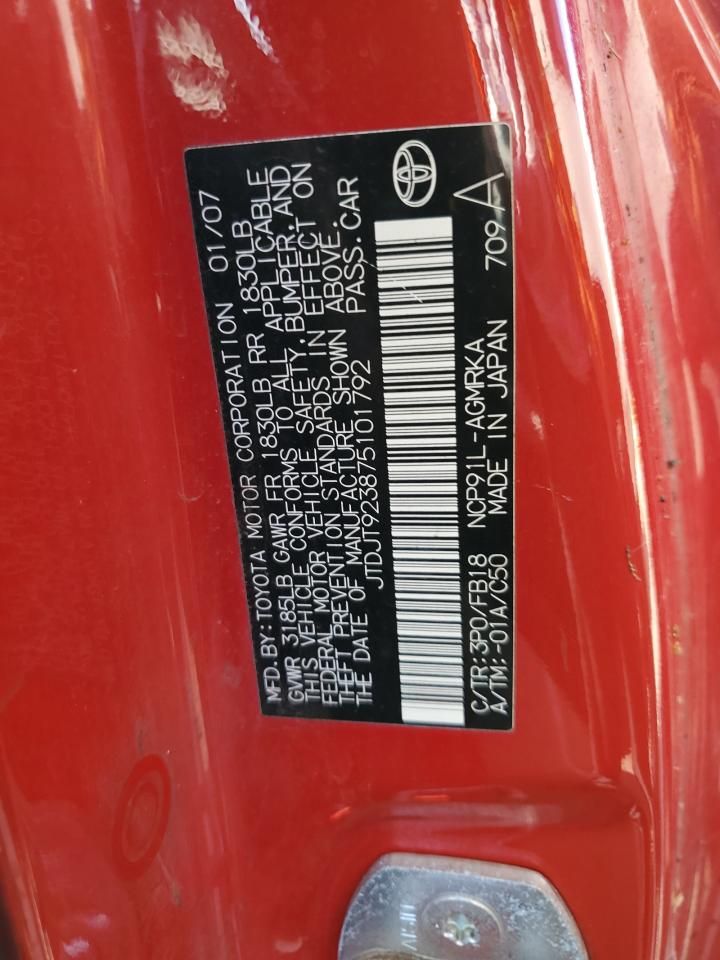 MFD.BY:TOYOTA MOTOR CORPORATION 01/07
GVWR 3185LB GAWR FR 1830LB RR 1830LB
THIS VEHICLE CONFORMS TO ALL APPLICABLE
FEDERAL MOTOR VEHICLE SAFETY,BUMPER,AND
THEFT PREVENTION STANDARDS IN EFFECT ON
THE DATE OF MANUFACTURE SHOWN ABOVE.
JTDJT923875101792 PASS.CAR
C/TR:3P0/FB18 NCP91L-AGMRKA
A/TM:-01A/C50 MADE IN JAPAN 709 A
AISIN